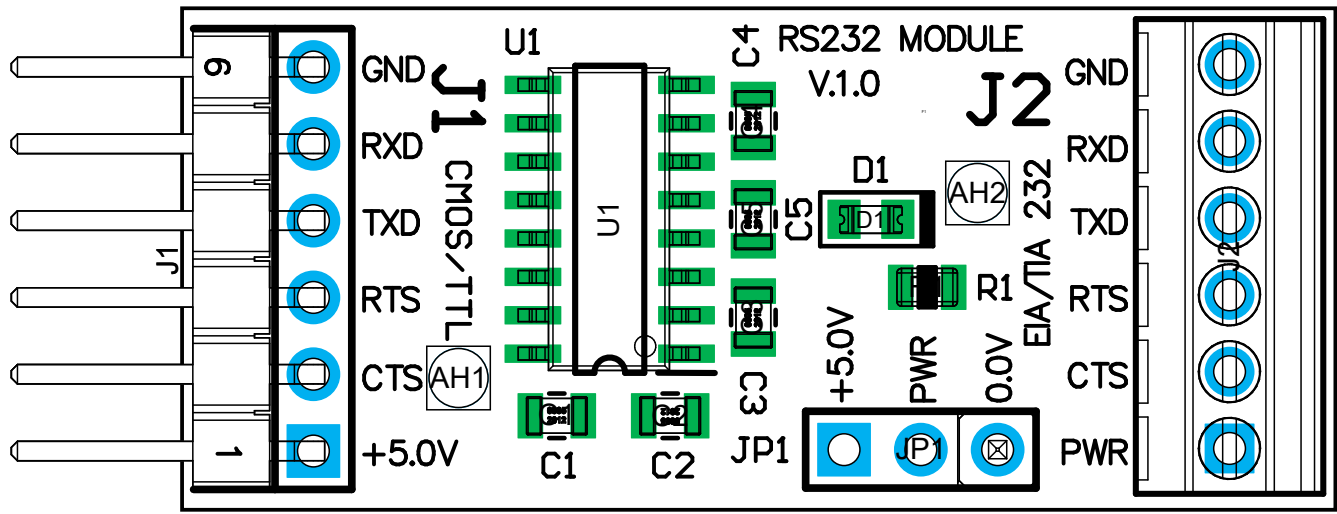 6
1
J1
GND
RXD
TXD
RTS
CTS
+5.0V
J1
CMOS/TTL
AH1
U1
U1
C1
C2
C4
C5
C3
RS232 MODULE
V.1.0
D1
D1
R1
AH2
J2
EIA/TIA 232
+5.0V
PWR
0.0V
JP1
JP1
GND
RXD
TXD
RTS
CTS
PWR
J2